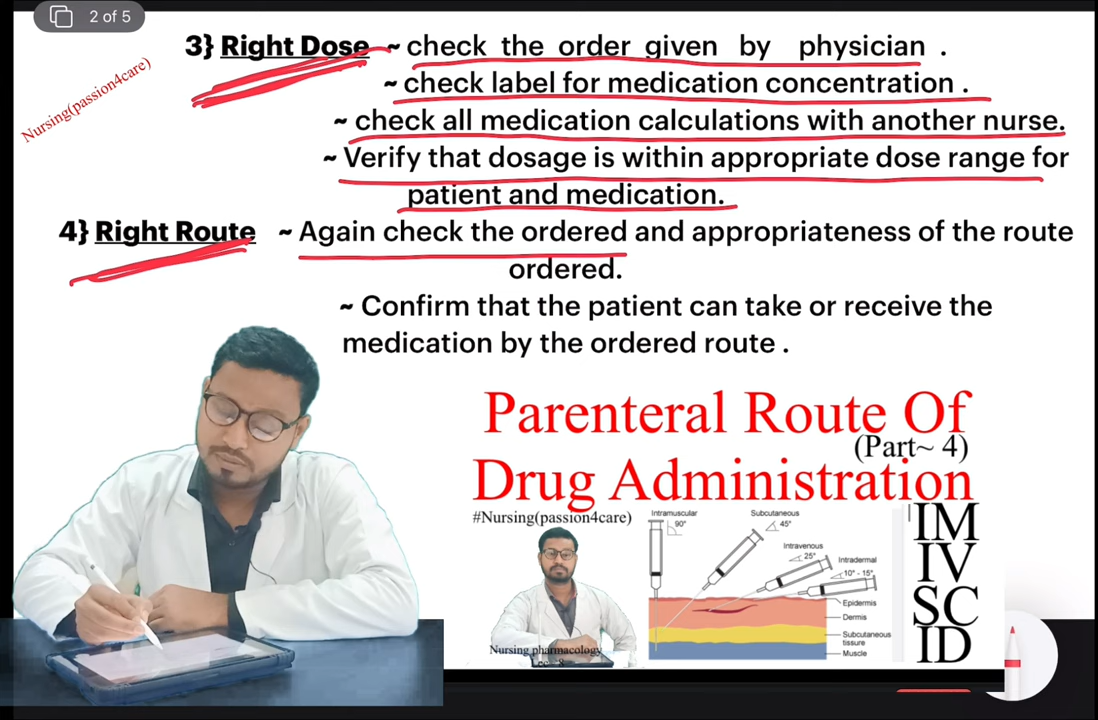 2 of 5
3} Right Dose ~ check the order given by physician .
Nursing(passion4care)
~ check label for medication concentration .
~ check all medication calculations with another nurse.
~ Verify that dosage is within appropriate dose range for
patient and medication.
4} Right Route ~ Again check the ordered and appropriateness of the route
ordered.
~ Confirm that the patient can take or receive the
medication by the ordered route .
Parenteral Route Of
(Part~ 4)
Drug Administration
#Nursing(passion4care)
Intramuscular
90°
Subcutaneous
45°
Intravenous
25°
Intradermal
10° - 15°
Epidermis
Dermis
Subcutaneous
tissure
Muscle
IM
IV
SC
ID
Nursing pharmacology